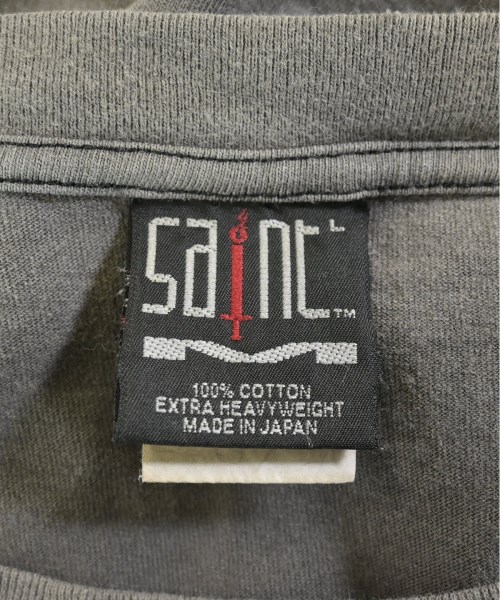 saint L
TM
100% COTTON
EXTRA HEAVYWEIGHT
MADE IN JAPAN